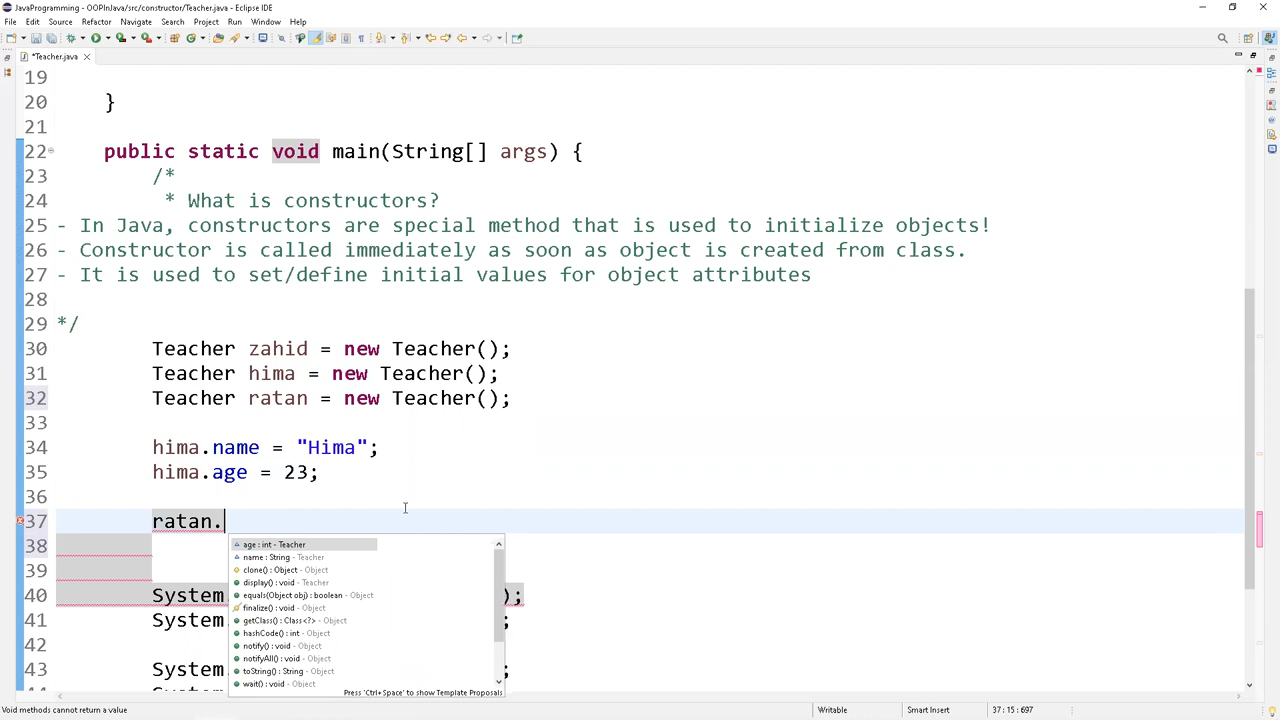 JavaProgramming - OOPInJava/src/constructor/Teacher.java - Eclipse IDE
File Edit Source Refactor Navigate Search Project Run Window Help
*Teacher.java
19
20 }
21
22 public static void main(String[] args) {
23 /*
24 * What is constructors?
25 - In Java, constructors are special method that is used to initialize objects!
26 - Constructor is called immediately as soon as object is created from class.
27 - It is used to set/define initial values for object attributes
28
29 */
30 Teacher zahid = new Teacher();
31 Teacher hima = new Teacher();
32 Teacher ratan = new Teacher();
33
34 hima.name = "Hima";
35 hima.age = 23;
36
37 ratan.
38
age : int - Teacher
name : String - Teacher
39
clone() : Object - Object
display() : void - Teacher
40 System. );
equals(Object obj) : boolean - Object
finalize() : void - Object
41 System. ;
getClass() : Class<?> - Object
hashCode() : int - Object
42
notify() : void - Object
notifyAll() : void - Object
43 System. ;
toString() : String - Object
wait() : void - Object
Press 'Ctrl+Space' to show Template Proposals
Void methods cannot return a value Writable Smart Insert 37 : 15 : 697